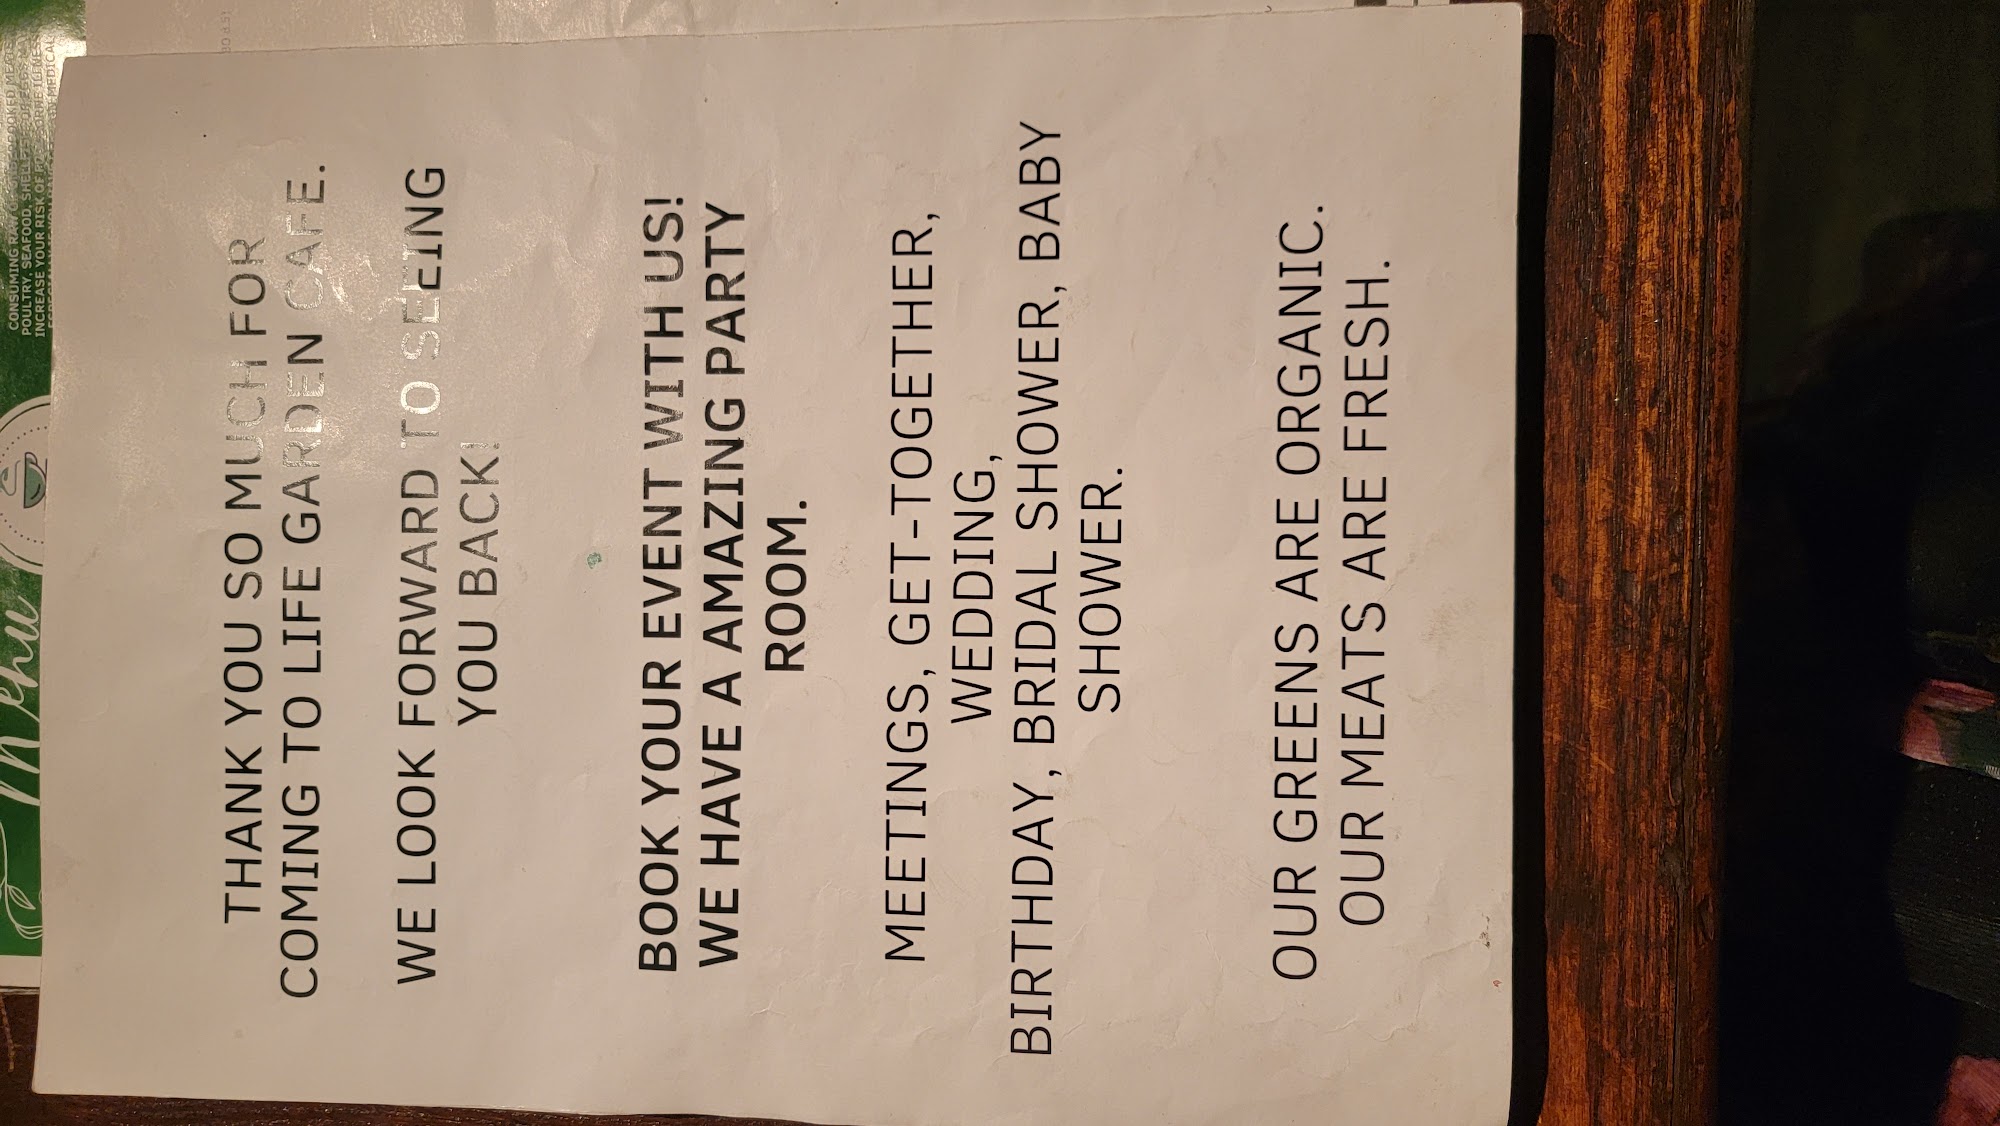 THANK YOU SO MUCH FOR
COMING TO LIFE GARDEN CAFE.
WE LOOK FORWARD TO SEEING
YOU BACK!
BOOK YOUR EVENT WITH US!
WE HAVE A AMAZING PARTY
ROOM.
MEETINGS, GET-TOGETHER,
WEDDING,
BIRTHDAY, BRIDAL SHOWER, BABY
SHOWER.
OUR GREENS ARE ORGANIC.
OUR MEATS ARE FRESH.
Menu
CONSUMING RAW
POULTRY, SEAFOOD,
INCREASE YOUR RISK OF